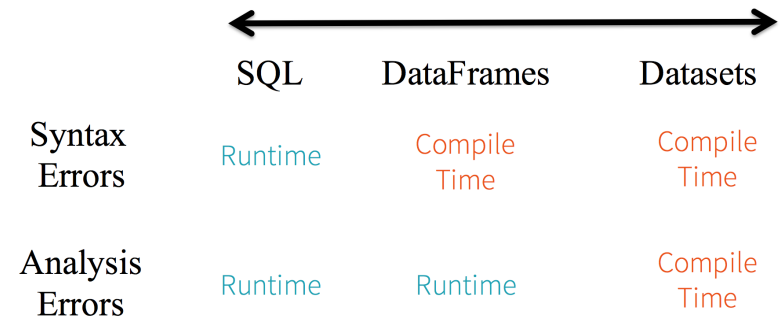 SQL DataFrames Datasets
Syntax
Errors
Runtime
Compile
Time
Compile
Time
Analysis
Errors
Runtime
Runtime
Compile
Time